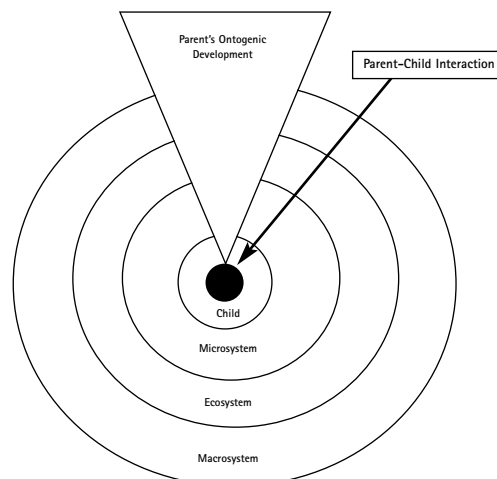 Parent's Ontogenic
Development
Parent–Child Interaction
Child
Microsystem
Ecosystem
Macrosystem